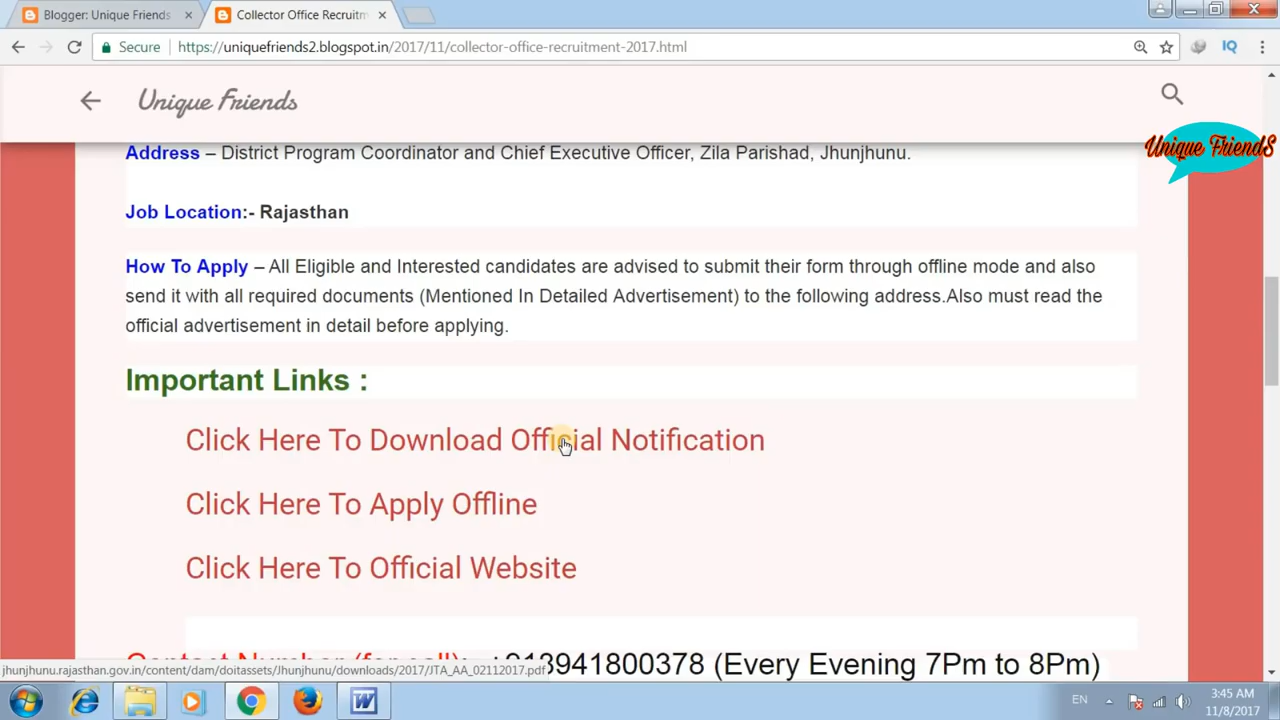 Blogger: Unique Friends
Collector Office Recruitm
Secure
https://uniquefriends2.blogspot.in/2017/11/collector-office-recruitment-2017.html
IQ
Unique Friends
Unique FriendS
Address – District Program Coordinator and Chief Executive Officer, Zila Parishad, Jhunjhunu.
Job Location:- Rajasthan
How To Apply – All Eligible and Interested candidates are advised to submit their form through offline mode and also
send it with all required documents (Mentioned In Detailed Advertisement) to the following address.Also must read the
official advertisement in detail before applying.
Important Links :
Click Here To Download Official Notification
Click Here To Apply Offline
Click Here To Official Website
Contact Number (for call): 8941800378 (Every Evening 7Pm to 8Pm)
jhunjhunu.rajasthan.gov.in/content/dam/doitassets/Jhunjhunu/downloads/2017/JTA_AA_02112017.pdf
EN
3:45 AM
11/8/2017